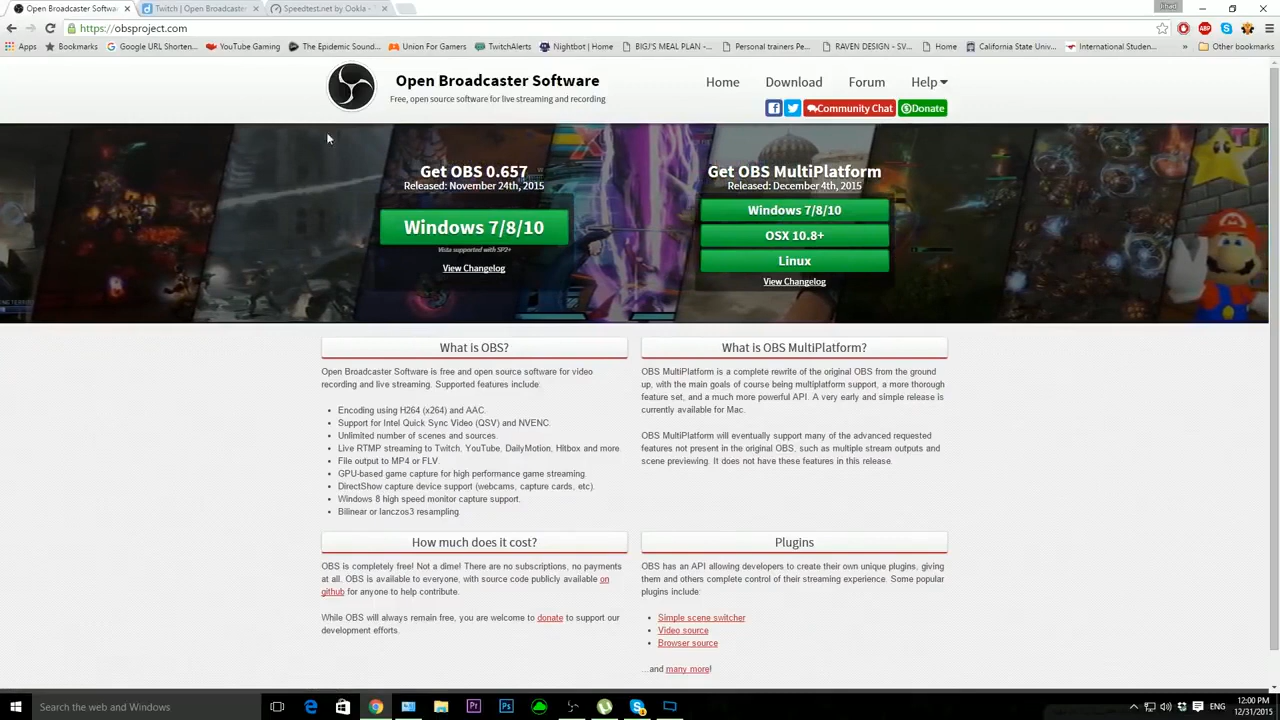 Open Broadcaster Softwar
Twitch | Open Broadcaster
Speedtest.net by Ookla -
https://obsproject.com
Apps
Bookmarks
Google URL Shorten...
YouTube Gaming
The Epidemic Sound...
Union For Gamers
TwitchAlerts
Nightbot | Home
BIGJ'S MEAL PLAN -...
Personal trainers Pe...
RAVEN DESIGN - SV...
Home
California State Univ...
International Studen...
»
Other bookmarks
Open Broadcaster Software
Free, open source software for live streaming and recording
Home
Download
Forum
Help
Community Chat
Donate
Get OBS 0.657
Released: November 24th, 2015
Windows 7/8/10
Vista supported with SP2+
View Changelog
Get OBS MultiPlatform
Released: December 4th, 2015
Windows 7/8/10
OSX 10.8+
Linux
View Changelog
What is OBS?
Open Broadcaster Software is free and open source software for video
recording and live streaming. Supported features include:
Encoding using H264 (x264) and AAC.
Support for Intel Quick Sync Video (QSV) and NVENC.
Unlimited number of scenes and sources.
Live RTMP streaming to Twitch, YouTube, DailyMotion, Hitbox and more.
File output to MP4 or FLV.
GPU-based game capture for high performance game streaming.
DirectShow capture device support (webcams, capture cards, etc).
Windows 8 high speed monitor capture support.
Bilinear or lanczos3 resampling
What is OBS MultiPlatform?
OBS MultiPlatform is a complete rewrite of the original OBS from the ground
up, with the main goals of course being multiplatform support, a more thorough
feature set, and a much more powerful API. A very early and simple release is
currently available for Mac.
OBS MultiPlatform will eventually support many of the advanced requested
features not present in the original OBS, such as multiple stream outputs and
scene previewing. It does not have these features in this release.
How much does it cost?
OBS is completely free! Not a dime! There are no subscriptions, no payments
at all. OBS is available to everyone, with source code publicly available on
github for anyone to help contribute.
While OBS will always remain free, you are welcome to donate to support our
development efforts.
Plugins
OBS has an API allowing developers to create their own unique plugins, giving
them and others complete control of their streaming experience. Some popular
plugins include:
Simple scene switcher
Video source
Browser source
...and many more!
Search the web and Windows
ENG
12:00 PM
12/31/2015